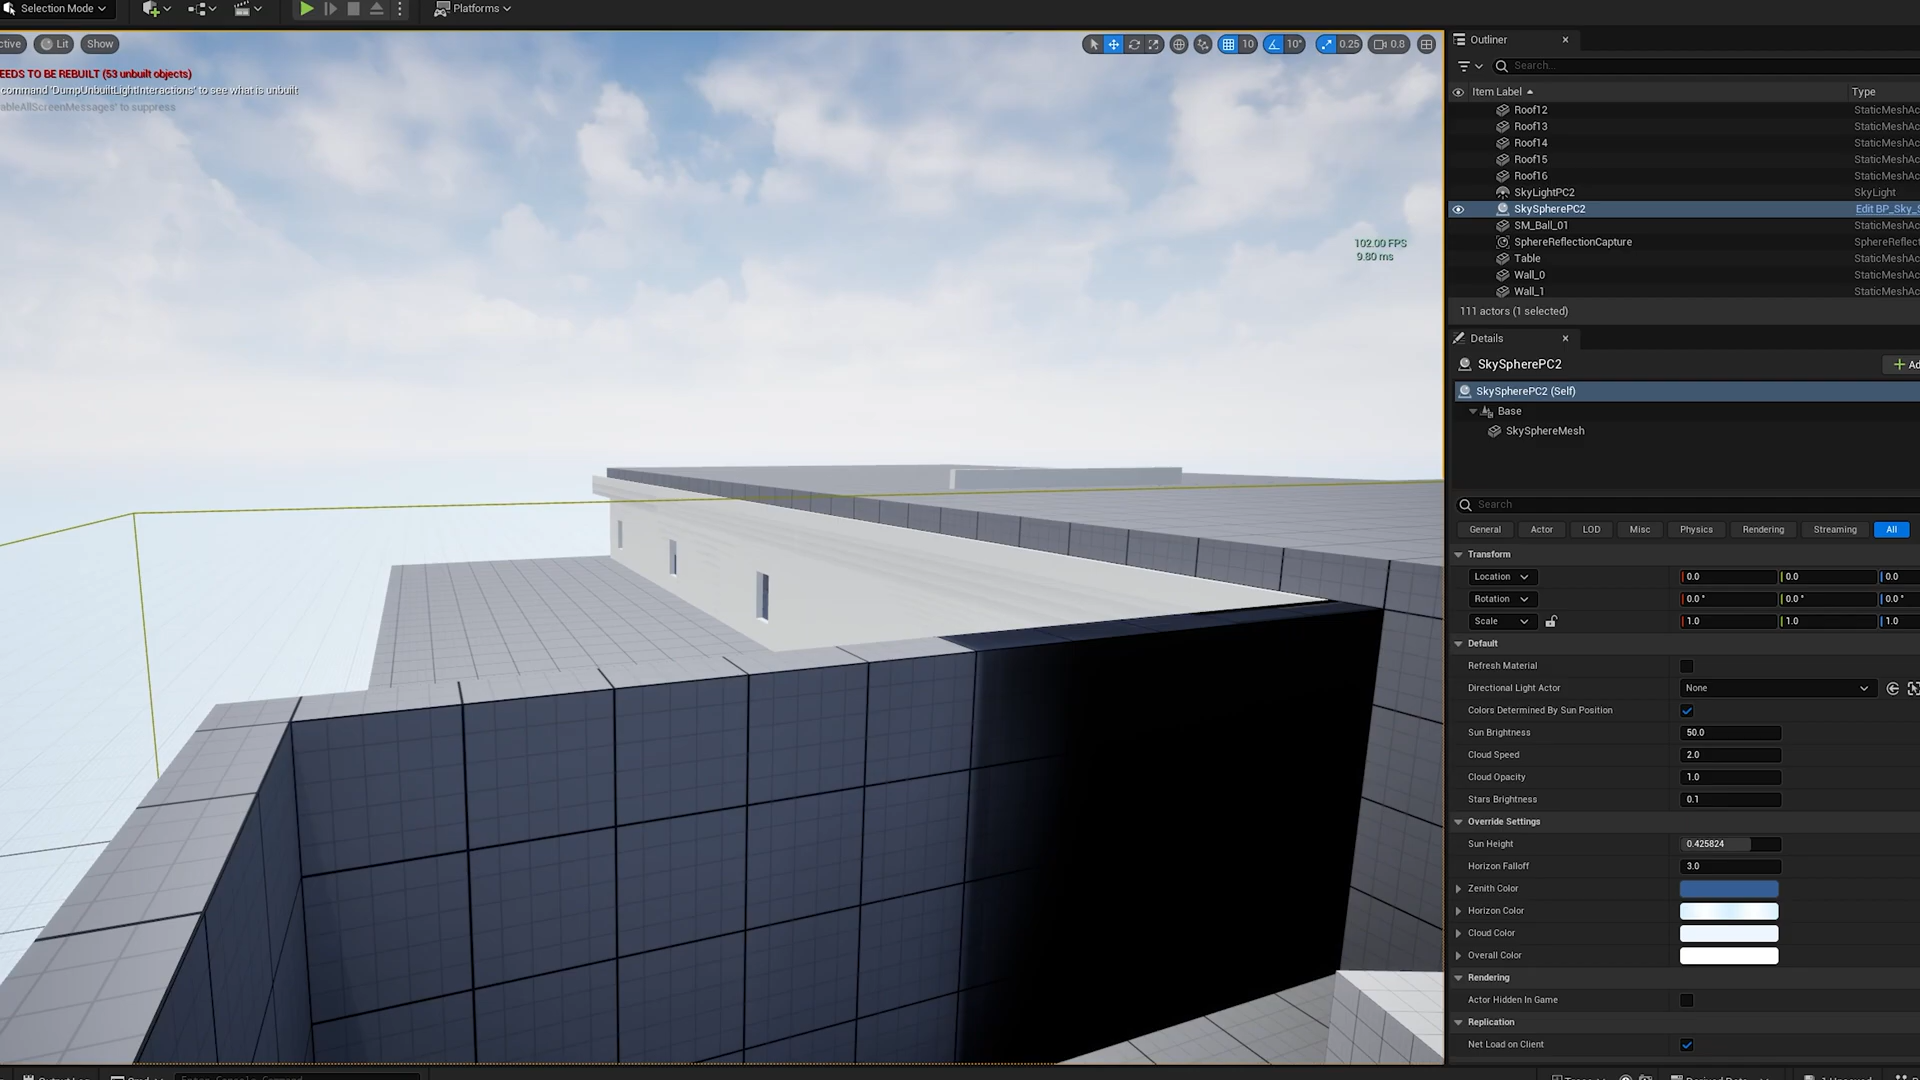 Selection Mode
Platforms
ctive
Lit
Show
10
10°
0.25
0.8
EEDS TO BE REBUILT (53 unbuilt objects)
command 'DumpUnbuiltLightInteractions' to see what is unbuilt
ableAllScreenMessages' to suppress
102.00 FPS
9.80 ms
Outliner
Search...
Item Label
Type
Roof12
StaticMeshAc
Roof13
StaticMeshAc
Roof14
StaticMeshAc
Roof15
StaticMeshAc
Roof16
StaticMeshAc
SkyLightPC2
SkyLight
SkySpherePC2
Edit BP_Sky_S
SM_Ball_01
StaticMeshAc
SphereReflectionCapture
SphereReflect
Table
StaticMeshAc
Wall_0
StaticMeshAc
Wall_1
StaticMeshAc
111 actors (1 selected)
Details
SkySpherePC2
Ad
SkySpherePC2 (Self)
Base
SkySphereMesh
Search
General
Actor
LOD
Misc
Physics
Rendering
Streaming
All
Transform
Location
0.0
0.0
0.0
Rotation
0.0 °
0.0 °
0.0 °
Scale
1.0
1.0
1.0
Default
Refresh Material
Directional Light Actor
None
Colors Determined By Sun Position
Sun Brightness
50.0
Cloud Speed
2.0
Cloud Opacity
1.0
Stars Brightness
0.1
Override Settings
Sun Height
0.425824
Horizon Falloff
3.0
Zenith Color
Horizon Color
Cloud Color
Overall Color
Rendering
Actor Hidden In Game
Replication
Net Load on Client